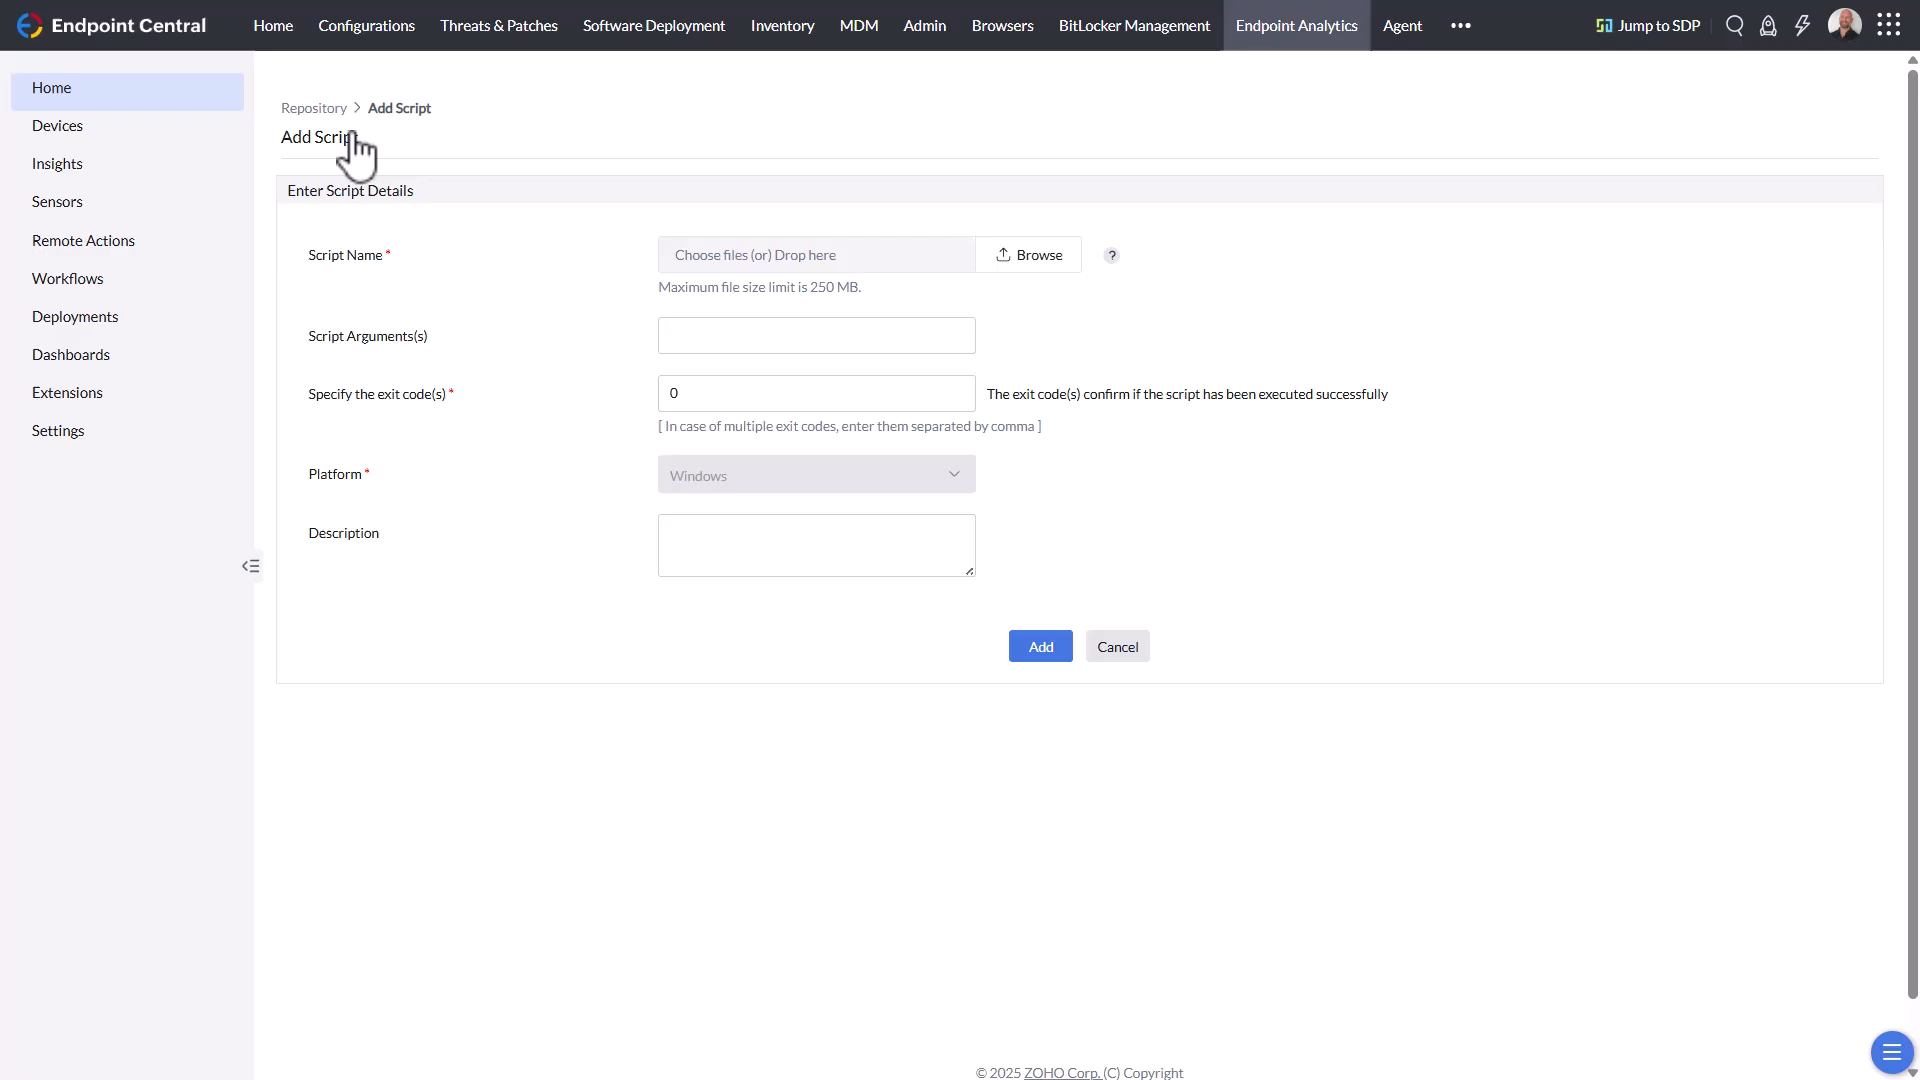 Endpoint Central
Home
Configurations
Threats & Patches
Software Deployment
Inventory
MDM
Admin
Browsers
BitLocker Management
Endpoint Analytics
Agent
Jump to SDP
Home
Devices
Insights
Sensors
Remote Actions
Workflows
Deployments
Dashboards
Extensions
Settings
Repository > Add Script
Add Script
Enter Script Details
Script Name *
Choose files (or) Drop here
Browse
?
Maximum file size limit is 250 MB.
Script Arguments(s)
Specify the exit code(s) *
0
The exit code(s) confirm if the script has been executed successfully
[ In case of multiple exit codes, enter them separated by comma ]
Platform *
Windows
Description
Add
Cancel
© 2025 ZOHO Corp. (C) Copyright